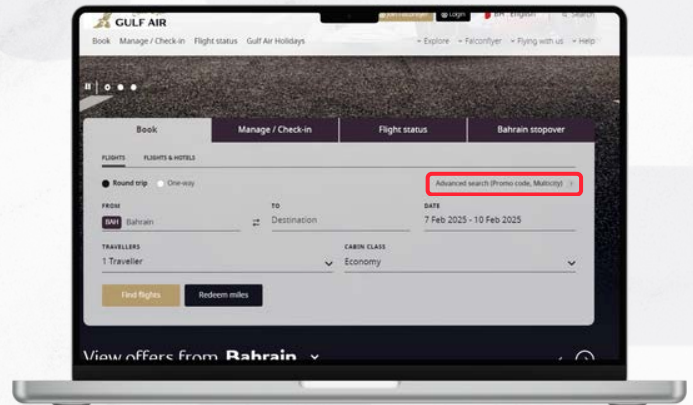 GULF AIR
Login
BH English
Search
Book Manage / Check-in Flight status Gulf Air Holidays
Explore Falconflyer Flying with us Help
Book Manage / Check-in Flight status Bahrain stopover
FLIGHTS FLIGHTS & HOTELS
Round trip One-way Advanced search (Promo code, Multicity)
FROM TO DATE
BAH Bahrain Destination 7 Feb 2025 - 10 Feb 2025
TRAVELLERS CABIN CLASS
1 Traveller Economy
Find flights Redeem miles
View offers from Bahrain